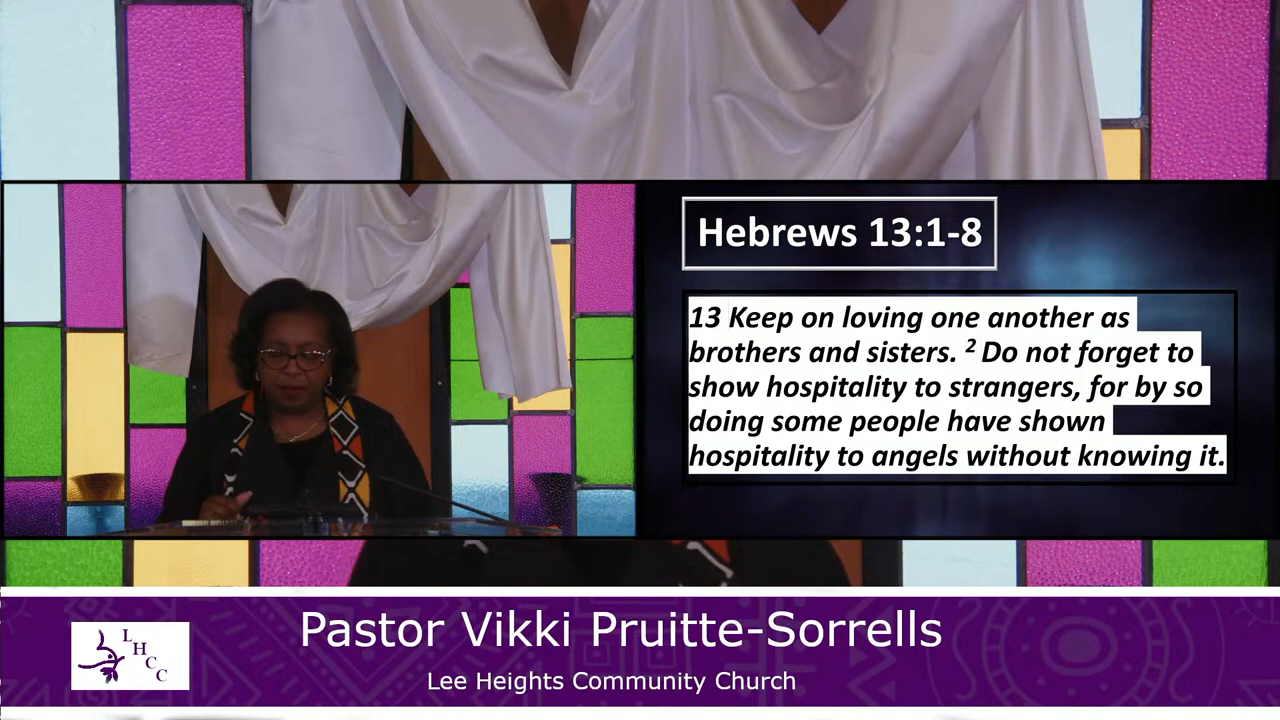 Hebrews 13:1-8
13 Keep on loving one another as
brothers and sisters. 2 Do not forget to
show hospitality to strangers, for by so
doing some people have shown
hospitality to angels without knowing it.
Pastor Vikki Pruitte-Sorrells
Lee Heights Community Church
L
H
C
C